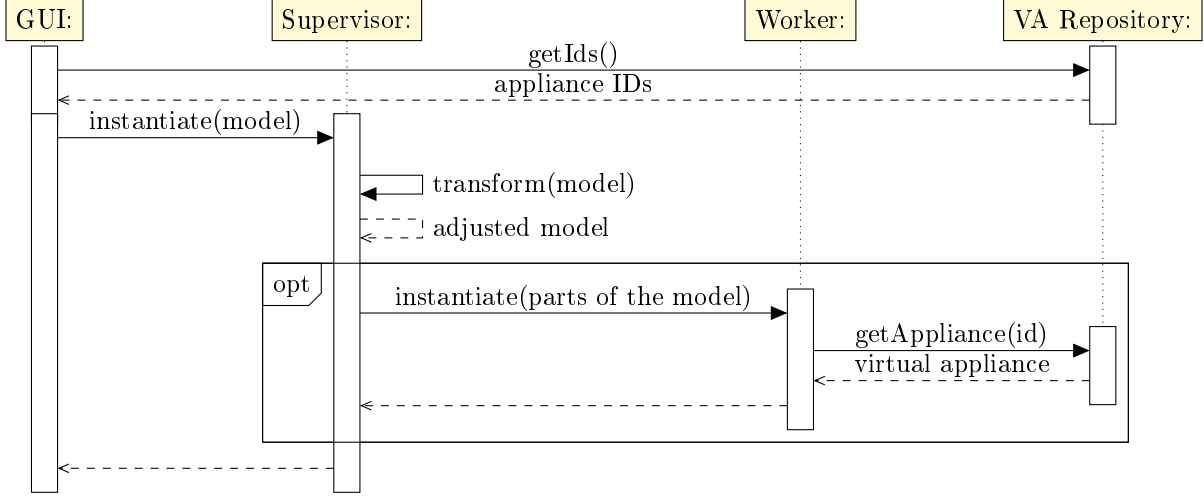 GUI:
Supervisor:
Worker:
VA Repository:
getIds()
appliance IDs
instantiate(model)
transform(model)
adjusted model
opt
instantiate(parts of the model)
getAppliance(id)
virtual appliance